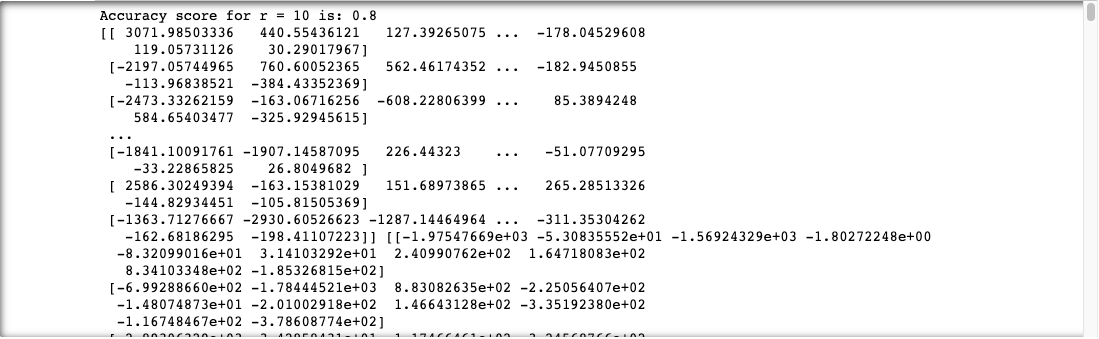 Accuracy score for r = 10 is: 0.8
[[ 3071.98503336   440.55436121   127.39265075 ...  -178.04529608
    119.05731126    30.29017967]
 [-2197.05744965   760.60052365   562.46174352 ...  -182.9450855
   -113.96838521  -384.43352369]
 [-2473.33262159  -163.06716256  -608.22806399 ...    85.3894248
    584.65403477  -325.92945615]
 ...
 [-1841.10091761 -1907.14587095   226.44323    ...   -51.07709295
    -33.22865825    26.8049682 ]
 [ 2586.30249394  -163.15381029   151.68973865 ...   265.28513326
   -144.82934451  -105.81505369]
 [-1363.71276667 -2930.60526623 -1287.14464964 ...  -311.35304262
   -162.68186295  -198.41107223]] [[-1.97547669e+03 -5.30835552e+01 -1.56924329e+03 -1.80272248e+00
  -8.32099016e+01  3.14103292e+01  2.40990762e+02  1.64718083e+02
   8.34103348e+02 -1.85326815e+02]
 [-6.99288660e+02 -1.78444521e+03  8.83082635e+02 -2.25056407e+02
  -1.48074873e+01 -2.01002918e+02  1.46643128e+02 -3.35192380e+02
  -1.16748467e+02 -3.78608774e+02]